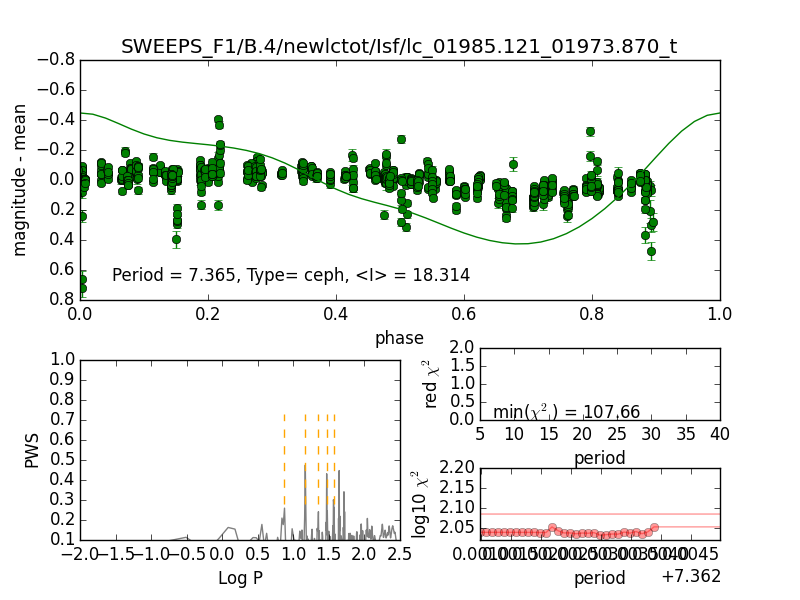 SWEEPS_F1/B.4/newlctot/Isf/lc_01985.121_01973.870_t
−0.8
−0.6
−0.4
−0.2
0.0
0.2
0.4
0.6
0.8
magnitude - mean
Period = 7.365, Type= ceph, <I> = 18.314
0.0 0.2 0.4 0.6 0.8 1.0
phase
1.0
0.9
0.8
0.7
0.6
0.5
0.4
0.3
0.2
0.1
PWS
−2.0 −1.5 −1.0 −0.5 0.0 0.5 1.0 1.5 2.0 2.5
Log P
2.0
1.5
1.0
0.5
0.0
red χ²
min(χ²) = 107.66
5 10 15 20 25 30 35 40
period
2.20
2.15
2.10
2.05
log10 χ²
period
+7.362